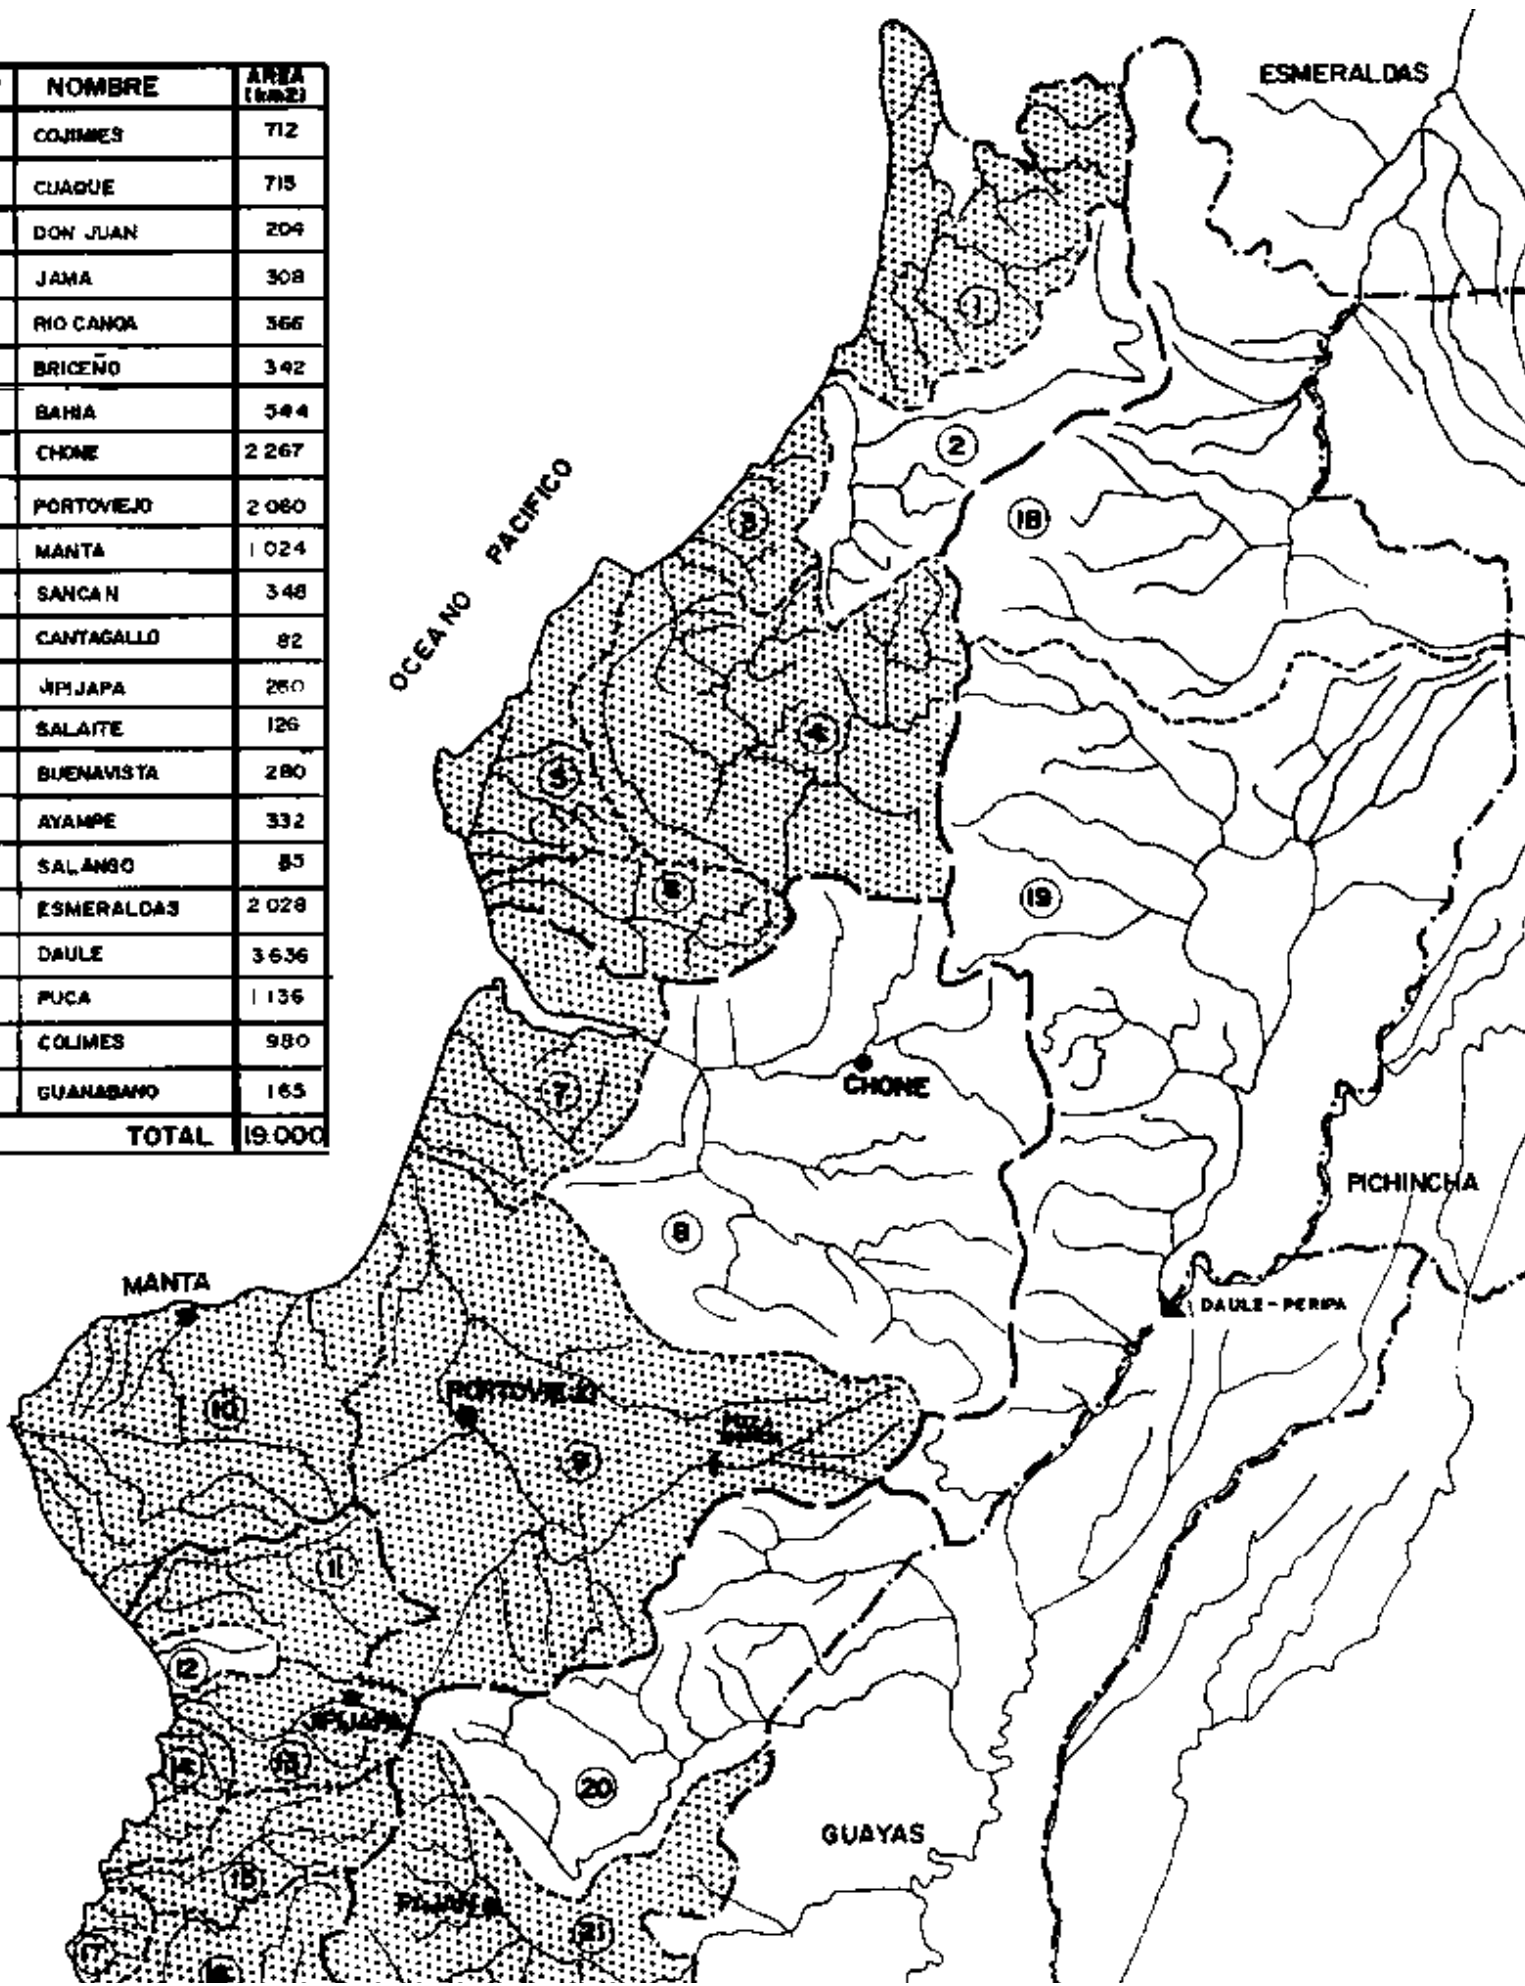 NOMBRE AREA (km2)
COJIMIES 712
CUAQUE 715
DON JUAN 204
JAMA 308
RIO CANOA 366
BRICEÑO 342
BAHIA 544
CHONE 2 267
PORTOVIEJO 2 060
MANTA 1 024
SANCAN 348
CANTAGALLO 82
JIPIJAPA 260
SALAITE 126
BUENAVISTA 280
AYAMPE 332
SALANGO 85
ESMERALDAS 2 028
DAULE 3 636
PUCA 1 136
COLIMES 980
GUANABANO 165
TOTAL 19.000
ESMERALDAS
1
2
OCEANO PACIFICO
3
18
4
5
6
19
CHONE
7
PICHINCHA
8
MANTA
DAULE - PERIPA
PORTOVIEJO
10
9
11
12
JIPIJAPA
14
13
20
GUAYAS
15
PAJAN
21
17
16